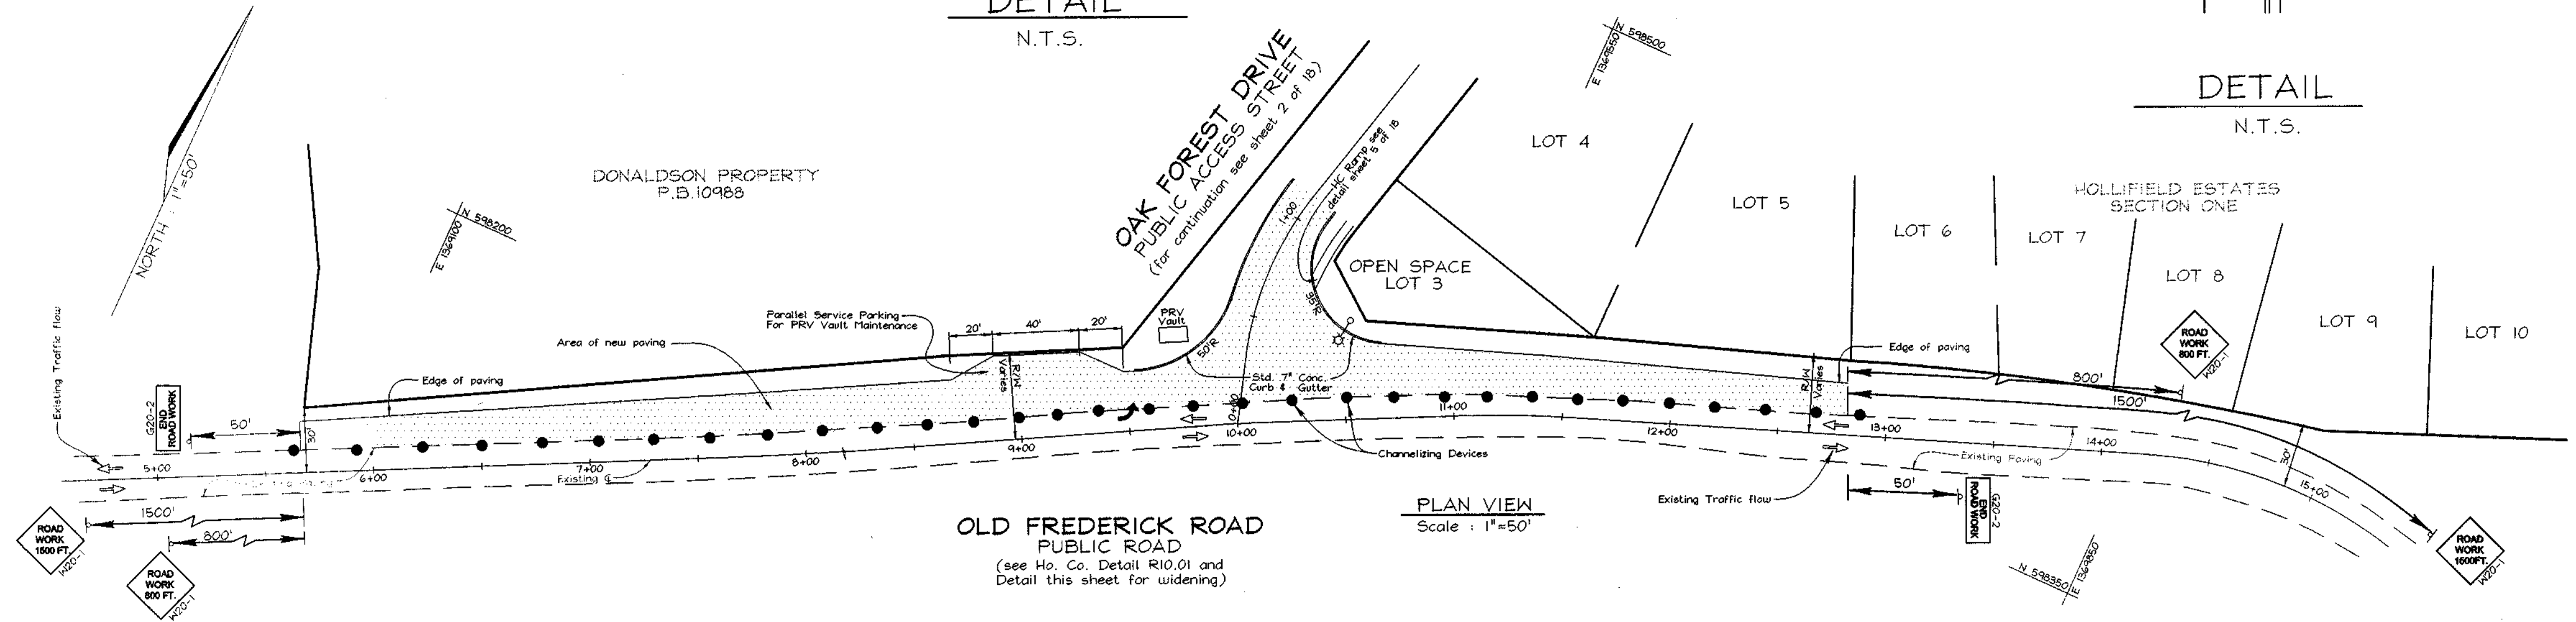 DETAIL
N.T.S.
DETAIL
N.T.S.
NORTH : 1"=50'
DONALDSON PROPERTY
P.B.10988
N 598200
E 1369100
OAK FOREST DRIVE
PUBLIC ACCESS STREET
(for continuation see sheet 2 of 18)
HC Ramp see
detail sheet 5 of 18
1+00
N 598500
E 1369550
LOT 4
LOT 5
LOT 6
HOLLIFIELD ESTATES
SECTION ONE
LOT 7
LOT 8
LOT 9
LOT 10
OPEN SPACE
LOT 3
Existing Traffic flow
G20-2
END
ROAD WORK
50'
30'
Edge of paving
Area of new paving
Parallel Service Parking
For PRV Vault Maintenance
20'
40'
20'
PRV
Vault
R/W
Varies
50'R
35'R
Std. 7" Conc.
Curb & Gutter
0+00
R/W
Varies
Edge of paving
800'
1500'
ROAD
WORK
800 FT.
W20-1
5+00
6+00
7+00
8+00
9+00
10+00
11+00
12+00
13+00
14+00
15+00
Existing ℄
Channelizing Devices
Existing Paving
30'
Existing Traffic flow
50'
END
ROAD WORK
G20-2
1500'
800'
ROAD
WORK
1500 FT.
W20-1
ROAD
WORK
800 FT.
W20-1
OLD FREDERICK ROAD
PUBLIC ROAD
(see Ho. Co. Detail R10.01 and
Detail this sheet for widening)
PLAN VIEW
Scale : 1"=50'
N 598350
E 1369850
ROAD
WORK
1500FT.
W20-1